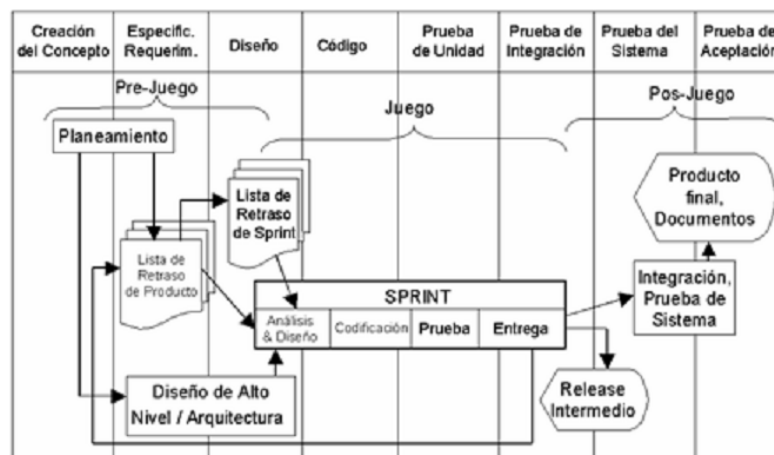 Creación
del Concepto
Especific.
Requerim.
Diseño
Código
Prueba
de Unidad
Prueba de
Integración
Prueba del
Sistema
Prueba de
Aceptación
Pre-Juego
Juego
Pos-Juego
Planeamiento
Lista de
Retraso
de Sprint
Producto
final,
Documentos
Lista de
Retraso
de Producto
SPRINT
Análisis
& Diseño
Codificación
Prueba
Entrega
Integración,
Prueba de
Sistema
Diseño de Alto
Nivel / Arquitectura
Release
Intermedio